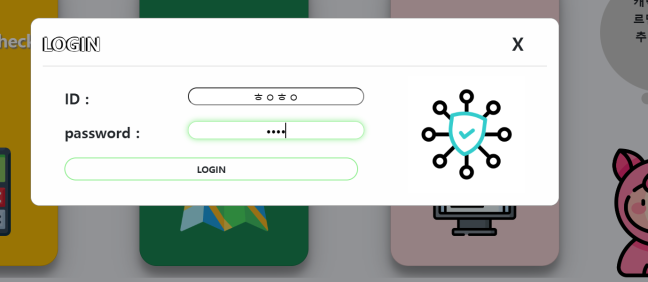 LOGIN
X
ID :
ㅎㅇㅎㅇ
password :
••••
LOGIN